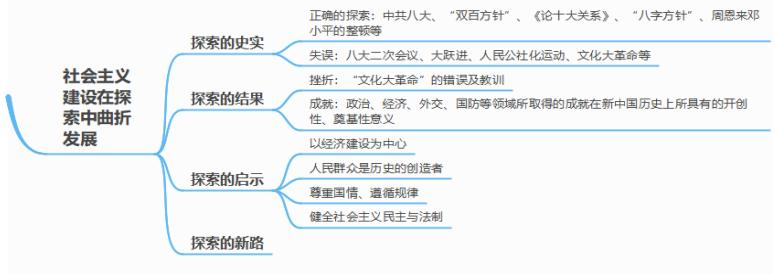 社会主义
建设在探
索中曲折
发展
探索的史实
正确的探索：中共八大、“双百方针”、《论十大关系》、“八字方针”、周恩来邓
小平的整顿等
失误：八大二次会议、大跃进、人民公社化运动、文化大革命等
探索的结果
挫折：“文化大革命”的错误及教训
成就：政治、经济、外交、国防等领域所取得的成就在新中国历史上所具有的开创
性、奠基性意义
探索的启示
以经济建设为中心
人民群众是历史的创造者
尊重国情、遵循规律
健全社会主义民主与法制
探索的新路